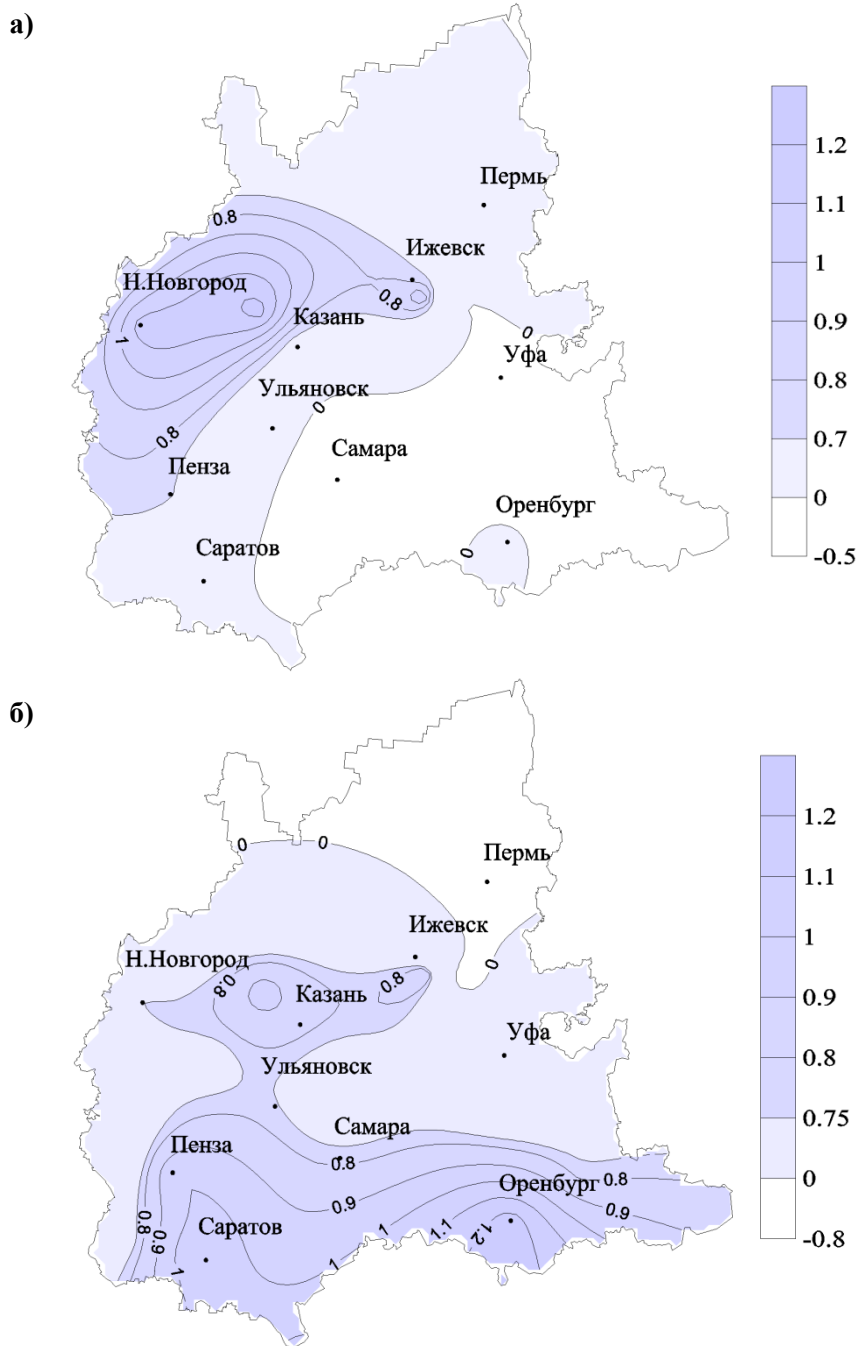 а)
1.2
Пермь
1.1
0.8
Ижевск
1
Н.Новгород
0.8
0.9
Казань
1
0
Уфа
0.8
Ульяновск
0
0.7
0.8
Самара
Пенза
0
Оренбург
0
Саратов
-0.5
б)
1.2
0
0
Пермь
1.1
Ижевск
1
Н.Новгород
0
0.8
0.8
Казань
0.9
Уфа
0.8
Ульяновск
0.75
Самара
Пенза
0.8
0.8
0
Оренбург
0.9
0.9
0.8
1.1
1.2
0.9
Саратов
-0.8
1
1
1